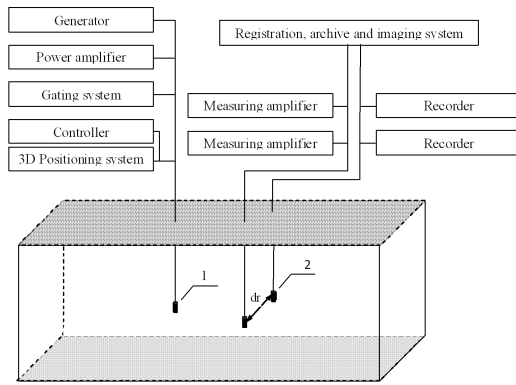 Generator
Power amplifier
Gating system
Controller
3D Positioning system
Registration, archive and imaging system
Measuring amplifier
Recorder
Measuring amplifier
Recorder
1
2
dr